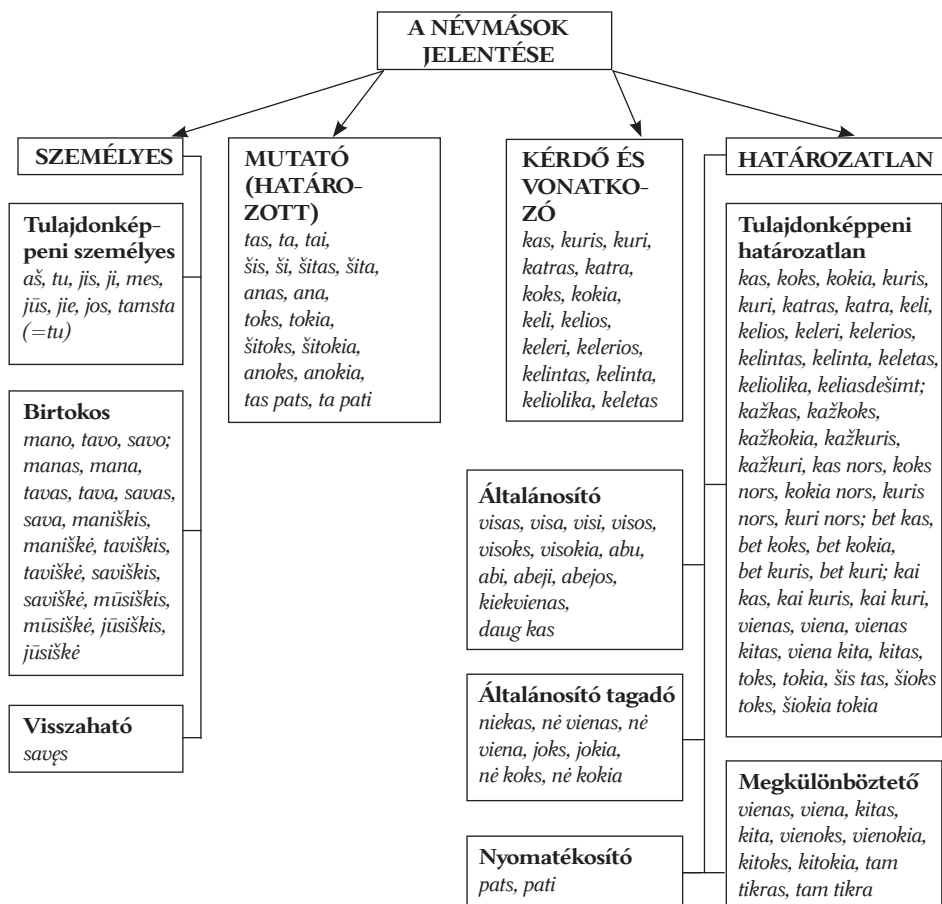 A NÉVMÁSOK
JELENTÉSE
SZEMÉLYES
Tulajdonkép-
peni személyes
aš, tu, jis, ji, mes,
jūs, jie, jos, tamsta
(=tu)
Birtokos
mano, tavo, savo;
manas, mana,
tavas, tava, savas,
sava, maniškis,
maniškė, taviškis,
taviškė, saviškis,
saviškė, mūsiškis,
mūsiškė, jūsiškis,
jūsiškė
Visszaható
savęs
MUTATÓ
(HATÁRO-
ZOTT)
tas, ta, tai,
šis, ši, šitas, šita,
anas, ana,
toks, tokia,
šitoks, šitokia,
anoks, anokia,
tas pats, ta pati
KÉRDŐ ÉS
VONATKO-
ZÓ
kas, kuris, kuri,
katras, katra,
koks, kokia,
keli, kelios,
keleri, kelerios,
kelintas, kelinta,
keliolika, keletas
HATÁROZATLAN
Tulajdonképpeni
határozatlan
kas, koks, kokia, kuris,
kuri, katras, katra, keli,
kelios, keleri, kelerios,
kelintas, kelinta, keletas,
keliolika, keliasdešimt;
kažkas, kažkoks,
kažkokia, kažkuris,
kažkuri, kas nors, koks
nors, kokia nors, kuris
nors, kuri nors; bet kas,
bet koks, bet kokia,
bet kuris, bet kuri; kai
kas, kai kuris, kai kuri,
vienas, viena, vienas
kitas, viena kita, kitas,
toks, tokia, šis tas, šioks
toks, šiokia tokia
Általánosító
visas, visa, visi, visos,
visoks, visokia, abu,
abi, abeji, abejos,
kiekvienas,
daug kas
Általánosító tagadó
niekas, nė vienas, nė
viena, joks, jokia,
nė koks, nė kokia
Nyomatékosító
pats, pati
Megkülönböztető
vienas, viena, kitas,
kita, vienoks, vienokia,
kitoks, kitokia, tam
tikras, tam tikra